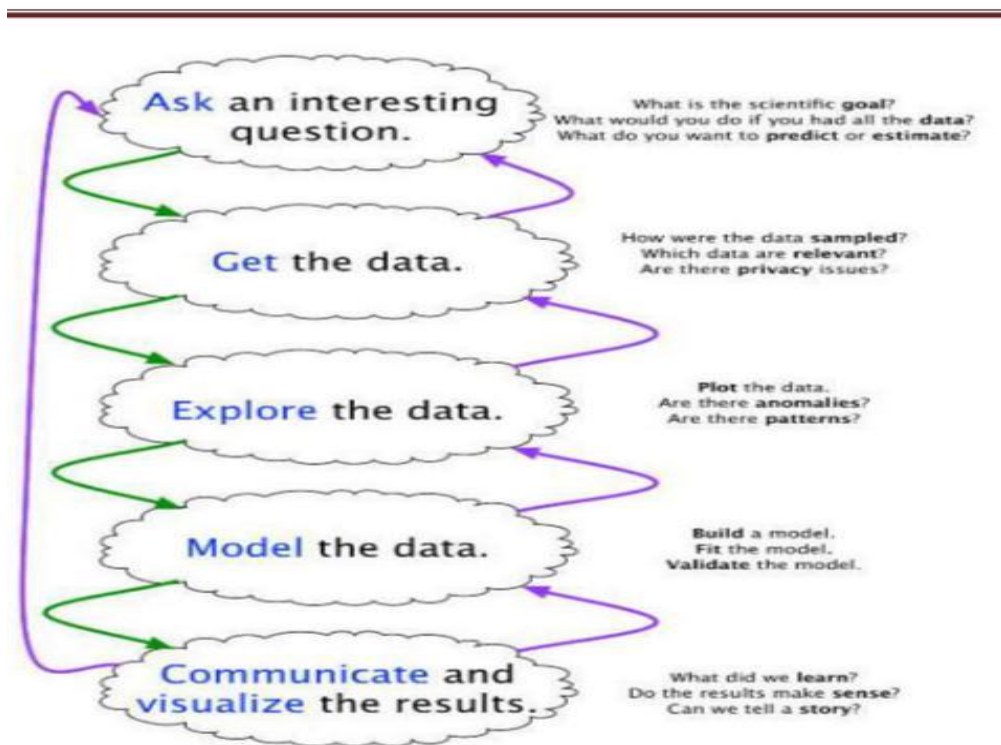 Ask an interesting
question.
What is the scientific goal?
What would you do if you had all the data?
What do you want to predict or estimate?
Get the data.
How were the data sampled?
Which data are relevant?
Are there privacy issues?
Explore the data.
Plot the data.
Are there anomalies?
Are there patterns?
Model the data.
Build a model.
Fit the model.
Validate the model.
Communicate and
visualize the results.
What did we learn?
Do the results make sense?
Can we tell a story?